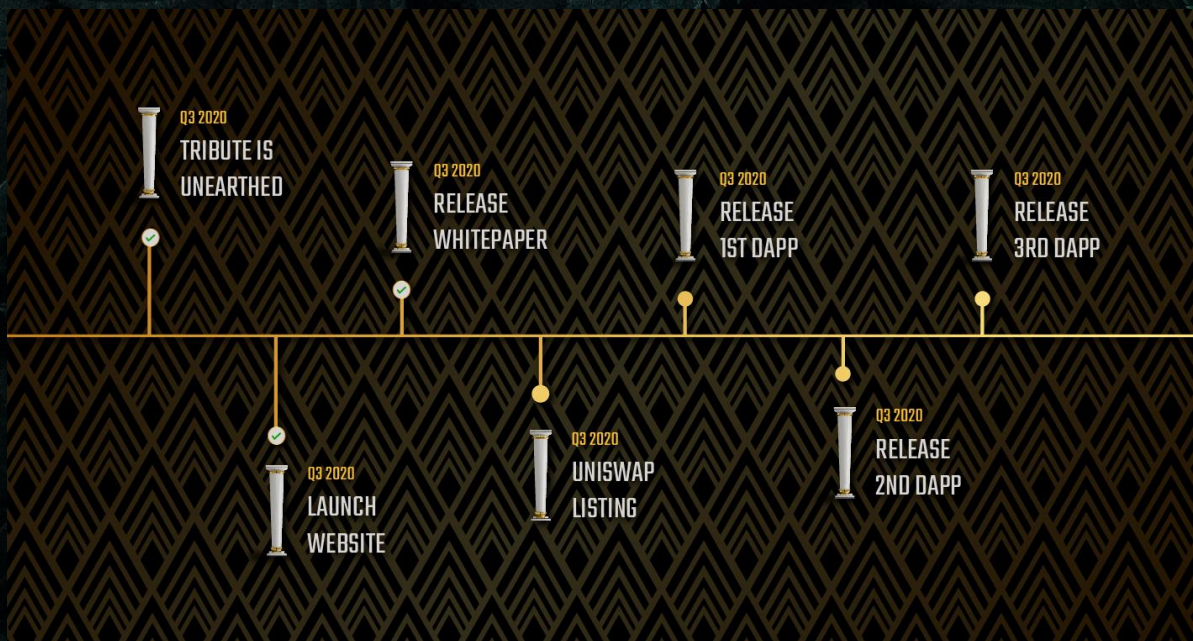 Q3 2020
TRIBUTE IS
UNEARTHED
Q3 2020
LAUNCH
WEBSITE
Q3 2020
RELEASE
WHITEPAPER
Q3 2020
UNISWAP
LISTING
Q3 2020
RELEASE
1ST DAPP
Q3 2020
RELEASE
2ND DAPP
Q3 2020
RELEASE
3RD DAPP